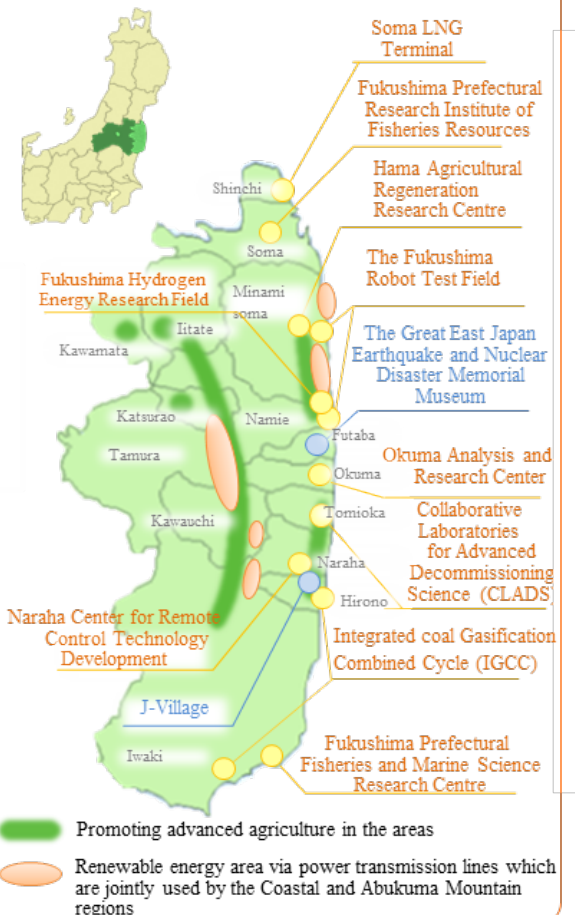 Soma LNG
Terminal
Fukushima Prefectural
Research Institute of
Fisheries Resources
Hama Agricultural
Regeneration
Research Centre
Shinchi
Soma
The Fukushima
Robot Test Field
Fukushima Hydrogen
Energy Research Field
Minami
soma
Iitate
Kawamata
The Great East Japan
Earthquake and Nuclear
Disaster Memorial
Museum
Katsurao
Namie
Futaba
Tamura
Okuma Analysis and
Research Center
Okuma
Kawauchi
Tomioka
Collaborative
Laboratories
for Advanced
Decommissioning
Science (CLADS)
Naraha
Hirono
Naraha Center for Remote
Control Technology
Development
Integrated coal Gasification
Combined Cycle (IGCC)
J-Village
Iwaki
Fukushima Prefectural
Fisheries and Marine Science
Research Centre
Promoting advanced agriculture in the areas
Renewable energy area via power transmission lines which
are jointly used by the Coastal and Abukuma Mountain
regions